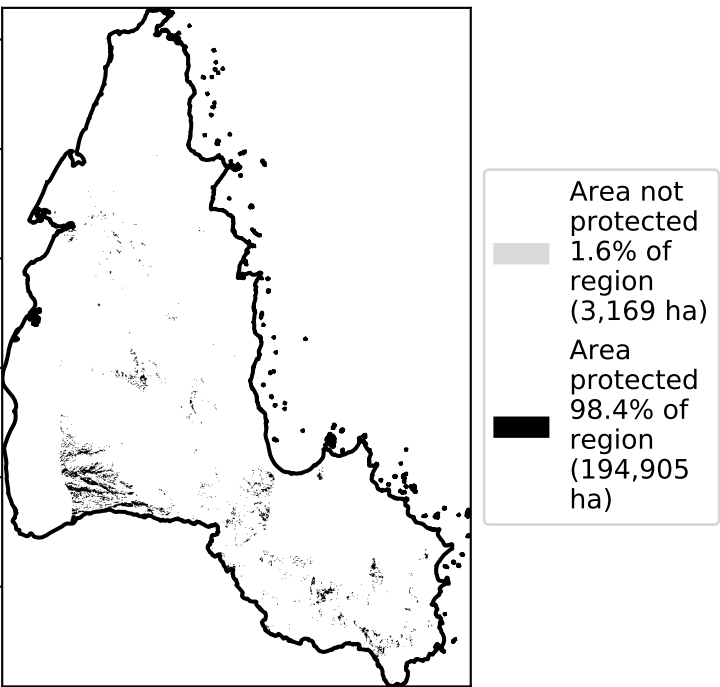 Area not
protected
1.6% of
region
(3,169 ha)
Area
protected
98.4% of
region
(194,905
ha)